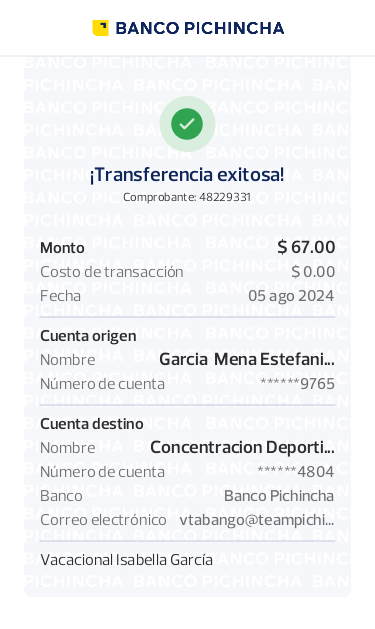 BANCO PICHINCHA
¡Transferencia exitosa!
Comprobante: 48229331
Monto $ 67.00
Costo de transacción $ 0.00
Fecha 05 ago 2024
Cuenta origen
Nombre Garcia Mena Estefani...
Número de cuenta ******9765
Cuenta destino
Nombre Concentracion Deporti...
Número de cuenta ******4804
Banco Banco Pichincha
Correo electrónico vtabango@teampichi...
Vacacional Isabella García